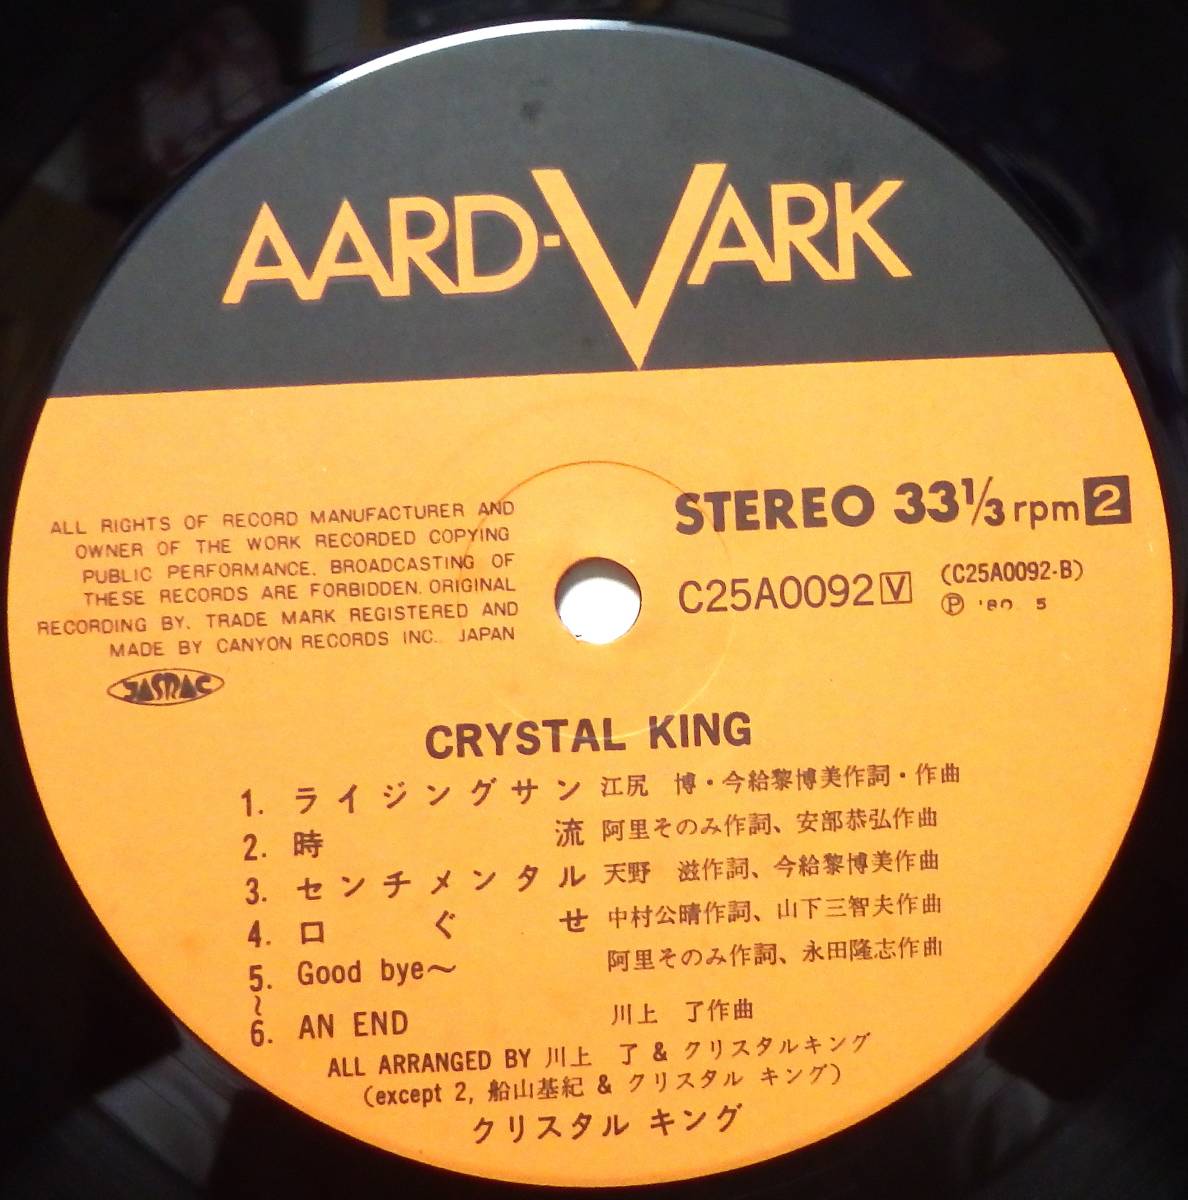 AARD-VARK
STEREO 33 1/3 rpm 2
C25A0092 V
(C25A0092-B)
Ⓟ '80. 5
ALL RIGHTS OF RECORD MANUFACTURER AND
OWNER OF THE WORK RECORDED COPYING
PUBLIC PERFORMANCE. BROADCASTING OF
THESE RECORDS ARE FORBIDDEN. ORIGINAL
RECORDING BY. TRADE MARK REGISTERED AND
MADE BY CANYON RECORDS INC.. JAPAN
JASRAC
CRYSTAL KING
1. ライジングサン 江尻 博・今給黎博美作詞・作曲
2. 時流 阿里そのみ作詞、安部恭弘作曲
3. センチメンタル 天野 滋作詞、今給黎博美作曲
4. 口ぐせ 中村公晴作詞、山下三智夫作曲
5. Good bye〜 阿里そのみ作詞、永田隆志作曲
〜
6. AN END 川上 了作曲
ALL ARRANGED BY 川上 了 & クリスタルキング
(except 2, 船山基紀 & クリスタル キング)
クリスタル キング